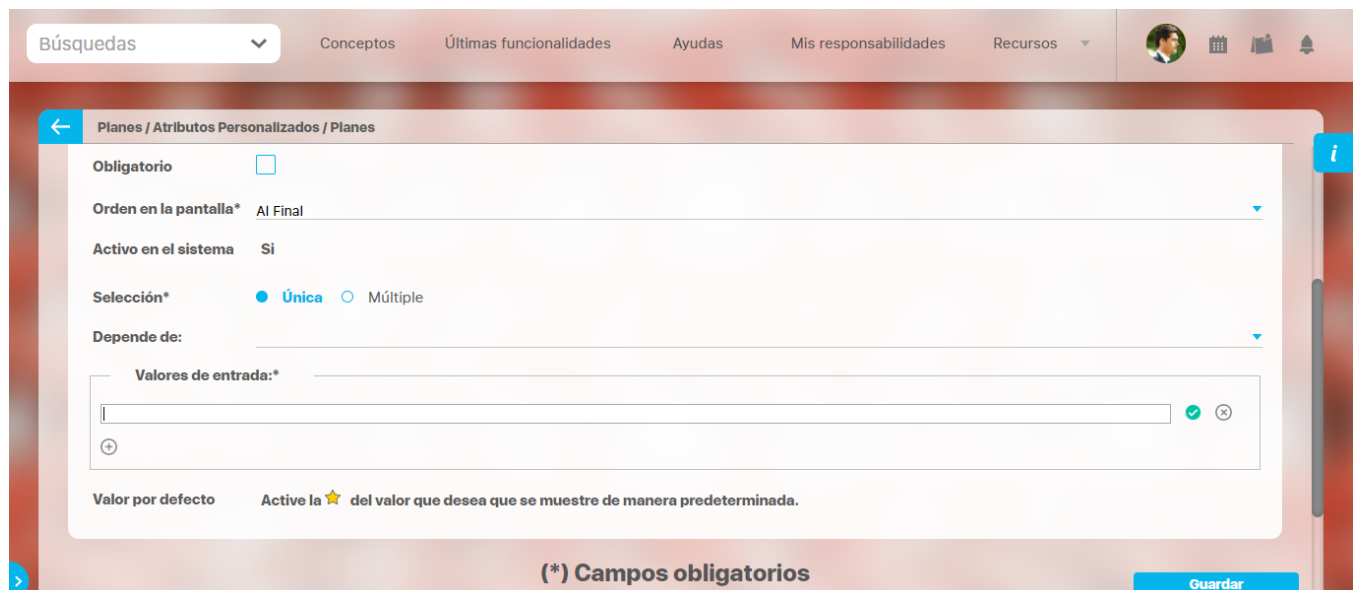 Búsquedas
Conceptos
Últimas funcionalidades
Ayudas
Mis responsabilidades
Recursos
Planes / Atributos Personalizados / Planes
i
Obligatorio
Orden en la pantalla* Al Final
Activo en el sistema Si
Selección* Única Múltiple
Depende de:
Valores de entrada:*
Valor por defecto Active la del valor que desea que se muestre de manera predeterminada.
(*) Campos obligatorios
Guardar